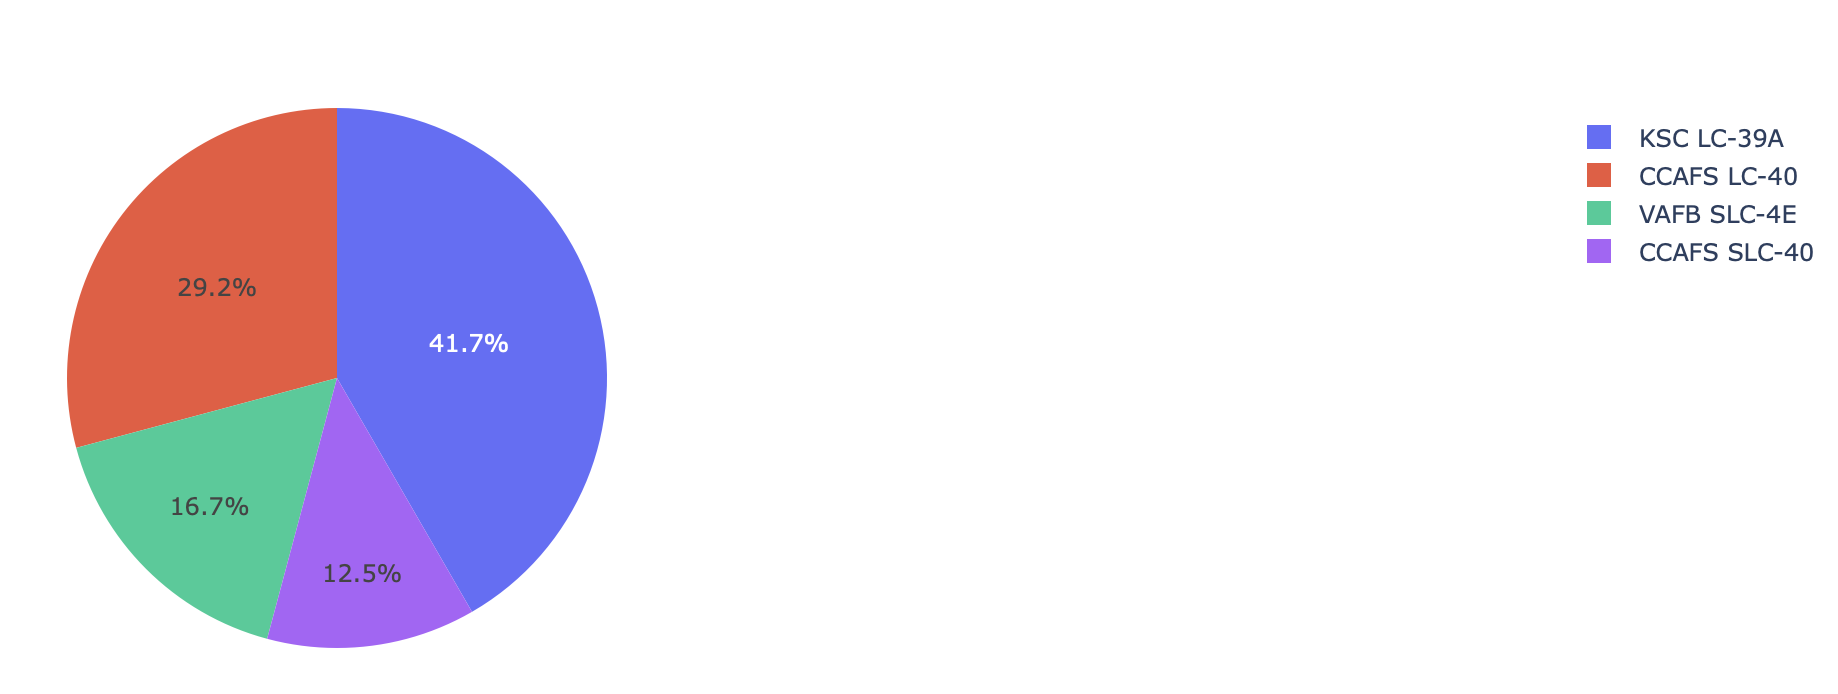 KSC LC-39A
CCAFS LC-40
VAFB SLC-4E
CCAFS SLC-40
29.2%
41.7%
16.7%
12.5%